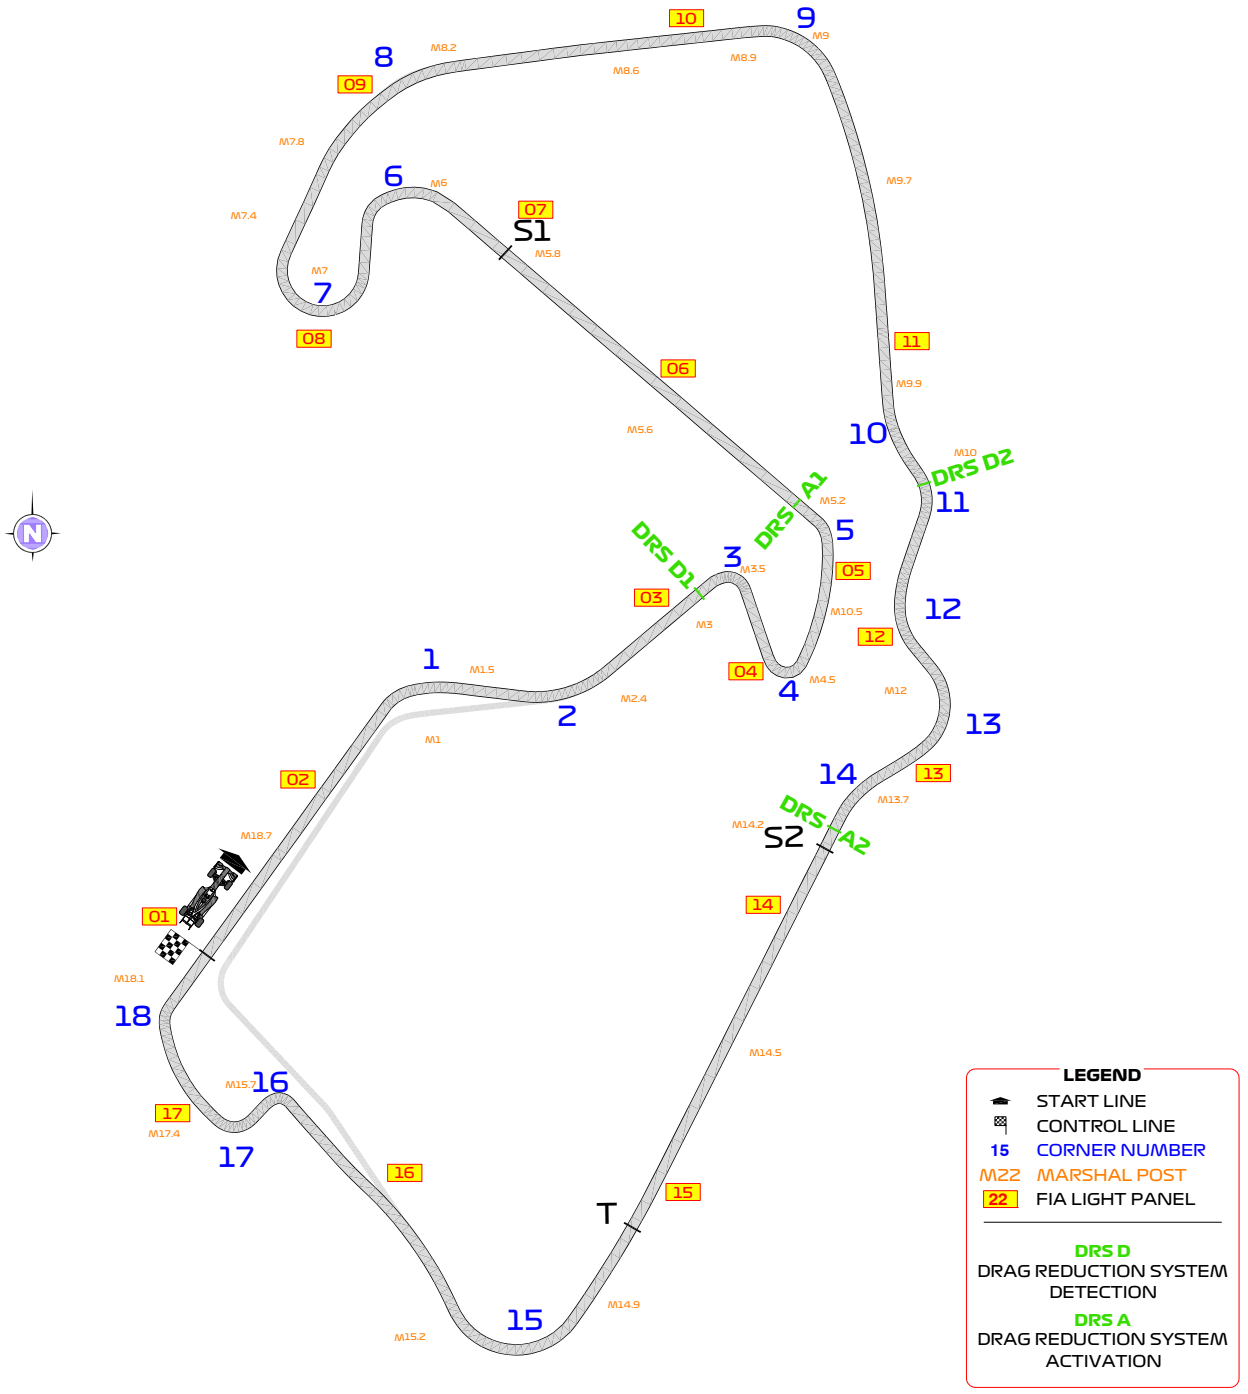 10
9
M9
8
M8.2
M8.9
M8.6
09
M7.8
6
M6
M9.7
M7.4
07
S1
M5.8
M7
7
08
11
06
M9.9
M5.6
10
M10
DRS D2
DRS A1
M5.2
11
5
N
DRS D1
3
M3.5
05
03
12
M10.5
M3
12
1
M1.5
04
M4.5
4
M2.4
M12
2
13
M1
02
14
13
M13.7
DRS A2
M14.2
S2
M18.7
14
01
M18.1
18
M14.5
16
M15.7
17
M17.4
17
16
15
T
M14.9
15
M15.2
LEGEND
START LINE
CONTROL LINE
15 CORNER NUMBER
M22 MARSHAL POST
22 FIA LIGHT PANEL
DRS D
DRAG REDUCTION SYSTEM
DETECTION
DRS A
DRAG REDUCTION SYSTEM
ACTIVATION